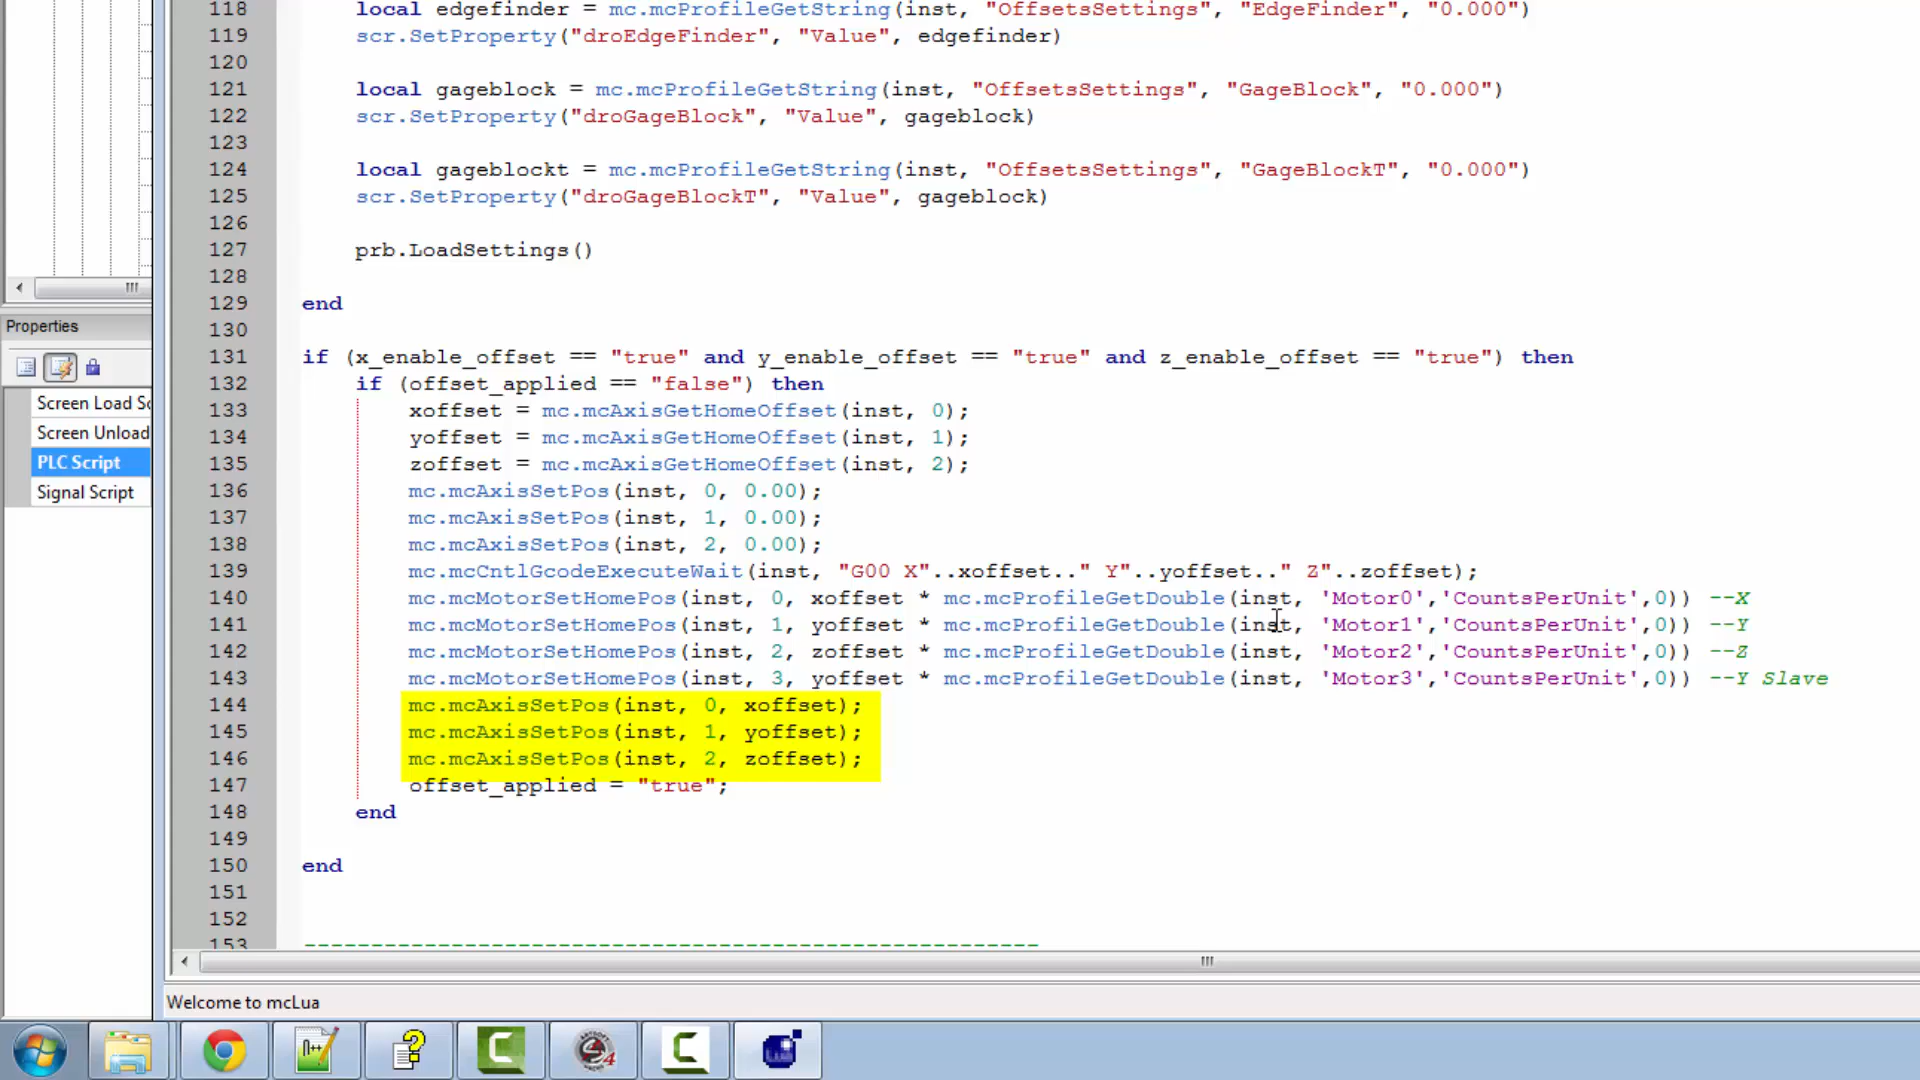 118 local edgefinder = mc.mcProfileGetString(inst, "OffsetsSettings", "EdgeFinder", "0.000")
119 scr.SetProperty("droEdgeFinder", "Value", edgefinder)
120
121 local gageblock = mc.mcProfileGetString(inst, "OffsetsSettings", "GageBlock", "0.000")
122 scr.SetProperty("droGageBlock", "Value", gageblock)
123
124 local gageblockt = mc.mcProfileGetString(inst, "OffsetsSettings", "GageBlockT", "0.000")
125 scr.SetProperty("droGageBlockT", "Value", gageblock)
126
127 prb.LoadSettings()
128
129 end
130
131 if (x_enable_offset == "true" and y_enable_offset == "true" and z_enable_offset == "true") then
132 if (offset_applied == "false") then
133 xoffset = mc.mcAxisGetHomeOffset(inst, 0);
134 yoffset = mc.mcAxisGetHomeOffset(inst, 1);
135 zoffset = mc.mcAxisGetHomeOffset(inst, 2);
136 mc.mcAxisSetPos(inst, 0, 0.00);
137 mc.mcAxisSetPos(inst, 1, 0.00);
138 mc.mcAxisSetPos(inst, 2, 0.00);
139 mc.mcCntlGcodeExecuteWait(inst, "G00 X"..xoffset.." Y"..yoffset.." Z"..zoffset);
140 mc.mcMotorSetHomePos(inst, 0, xoffset * mc.mcProfileGetDouble(inst, 'Motor0','CountsPerUnit',0)) --X
141 mc.mcMotorSetHomePos(inst, 1, yoffset * mc.mcProfileGetDouble(inst, 'Motor1','CountsPerUnit',0)) --Y
142 mc.mcMotorSetHomePos(inst, 2, zoffset * mc.mcProfileGetDouble(inst, 'Motor2','CountsPerUnit',0)) --Z
143 mc.mcMotorSetHomePos(inst, 3, yoffset * mc.mcProfileGetDouble(inst, 'Motor3','CountsPerUnit',0)) --Y Slave
144 mc.mcAxisSetPos(inst, 0, xoffset);
145 mc.mcAxisSetPos(inst, 1, yoffset);
146 mc.mcAxisSetPos(inst, 2, zoffset);
147 offset_applied = "true";
148 end
149
150 end
151
152
153 -------------------------------------------------------
Properties
Screen Load Sc
Screen Unload
PLC Script
Signal Script
Welcome to mcLua